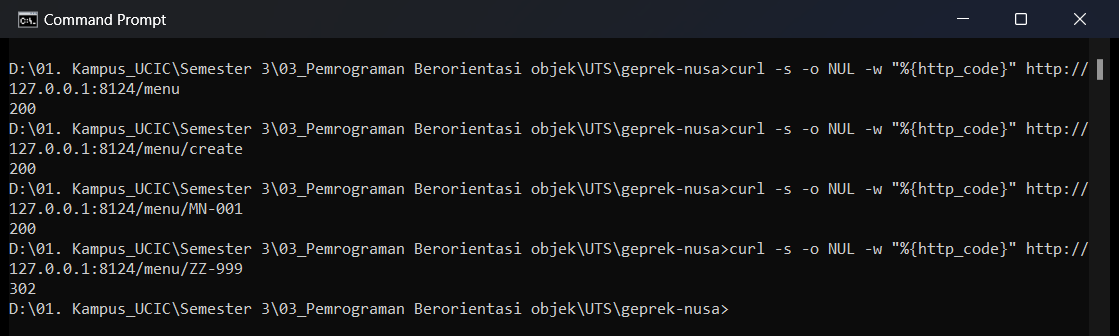 Command Prompt
D:\01. Kampus_UCIC\Semester 3\03_Pemrograman Berorientasi objek\UTS\geprek-nusa>curl -s -o NUL -w "%{http_code}" http://
127.0.0.1:8124/menu
200
D:\01. Kampus_UCIC\Semester 3\03_Pemrograman Berorientasi objek\UTS\geprek-nusa>curl -s -o NUL -w "%{http_code}" http://
127.0.0.1:8124/menu/create
200
D:\01. Kampus_UCIC\Semester 3\03_Pemrograman Berorientasi objek\UTS\geprek-nusa>curl -s -o NUL -w "%{http_code}" http://
127.0.0.1:8124/menu/MN-001
200
D:\01. Kampus_UCIC\Semester 3\03_Pemrograman Berorientasi objek\UTS\geprek-nusa>curl -s -o NUL -w "%{http_code}" http://
127.0.0.1:8124/menu/ZZ-999
302
D:\01. Kampus_UCIC\Semester 3\03_Pemrograman Berorientasi objek\UTS\geprek-nusa>